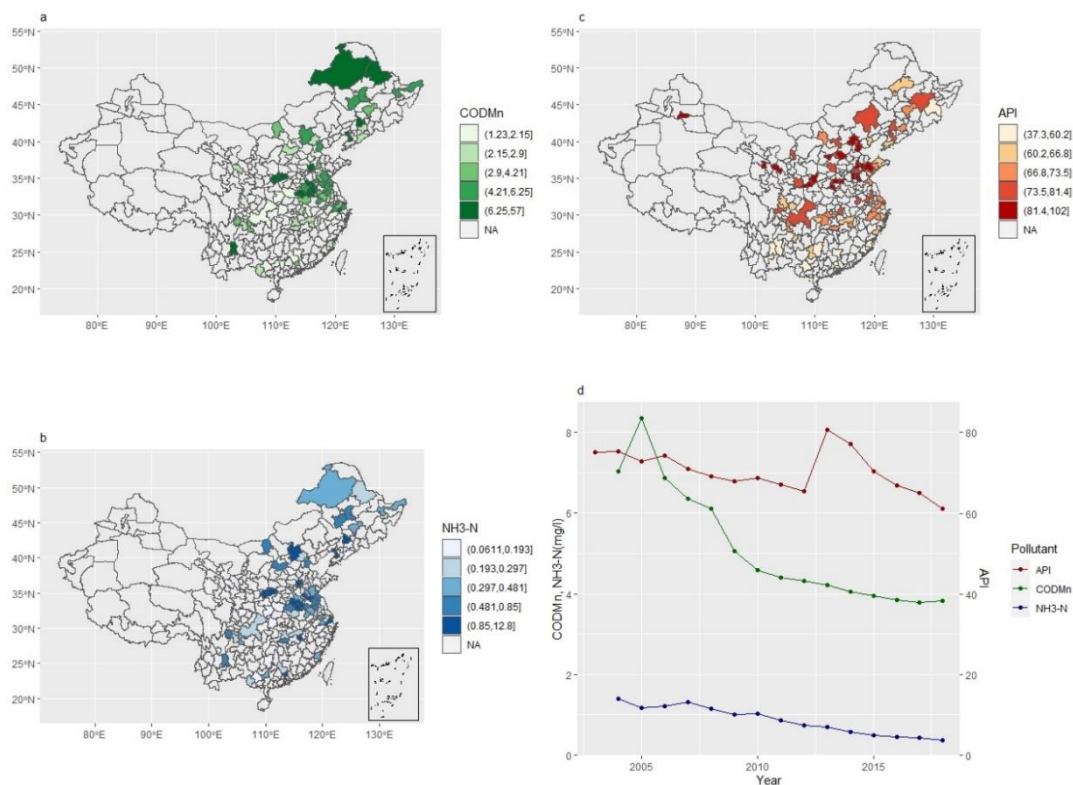 a
55°N
50°N
45°N
40°N
35°N
30°N
25°N
20°N
80°E
90°E
100°E
110°E
120°E
130°E
CODMn
(1.23,2.15]
(2.15,2.9]
(2.9,4.21]
(4.21,6.25]
(6.25,57]
NA
c
55°N
50°N
45°N
40°N
35°N
30°N
25°N
20°N
80°E
90°E
100°E
110°E
120°E
130°E
API
(37.3,60.2]
(60.2,66.8]
(66.8,73.5]
(73.5,81.4]
(81.4,102]
NA
b
55°N
50°N
45°N
40°N
35°N
30°N
25°N
20°N
80°E
90°E
100°E
110°E
120°E
130°E
NH3-N
(0.0611,0.193]
(0.193,0.297]
(0.297,0.481]
(0.481,0.85]
(0.85,12.8]
NA
d
CODMn, NH3-N(mg/l)
8
6
4
2
0
2005
2010
2015
Year
80
60
40
20
0
API
Pollutant
API
CODMn
NH3-N